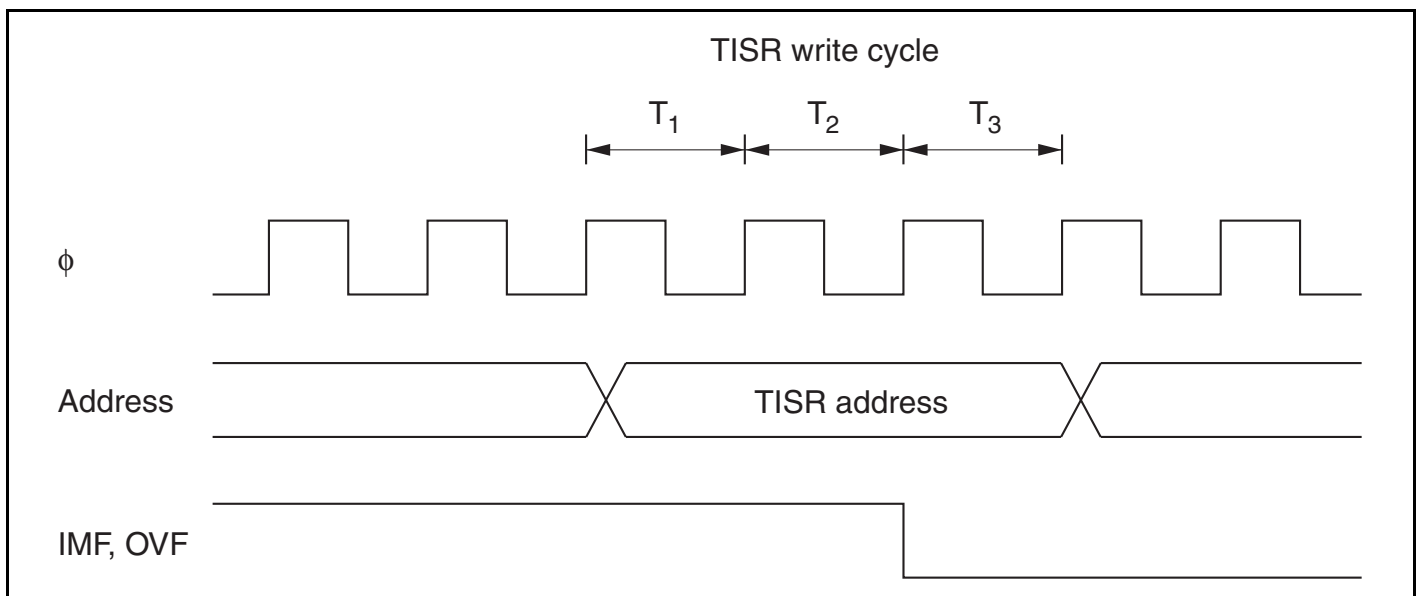 TISR write cycle
T1 T2 T3
ϕ
Address
TISR address
IMF, OVF